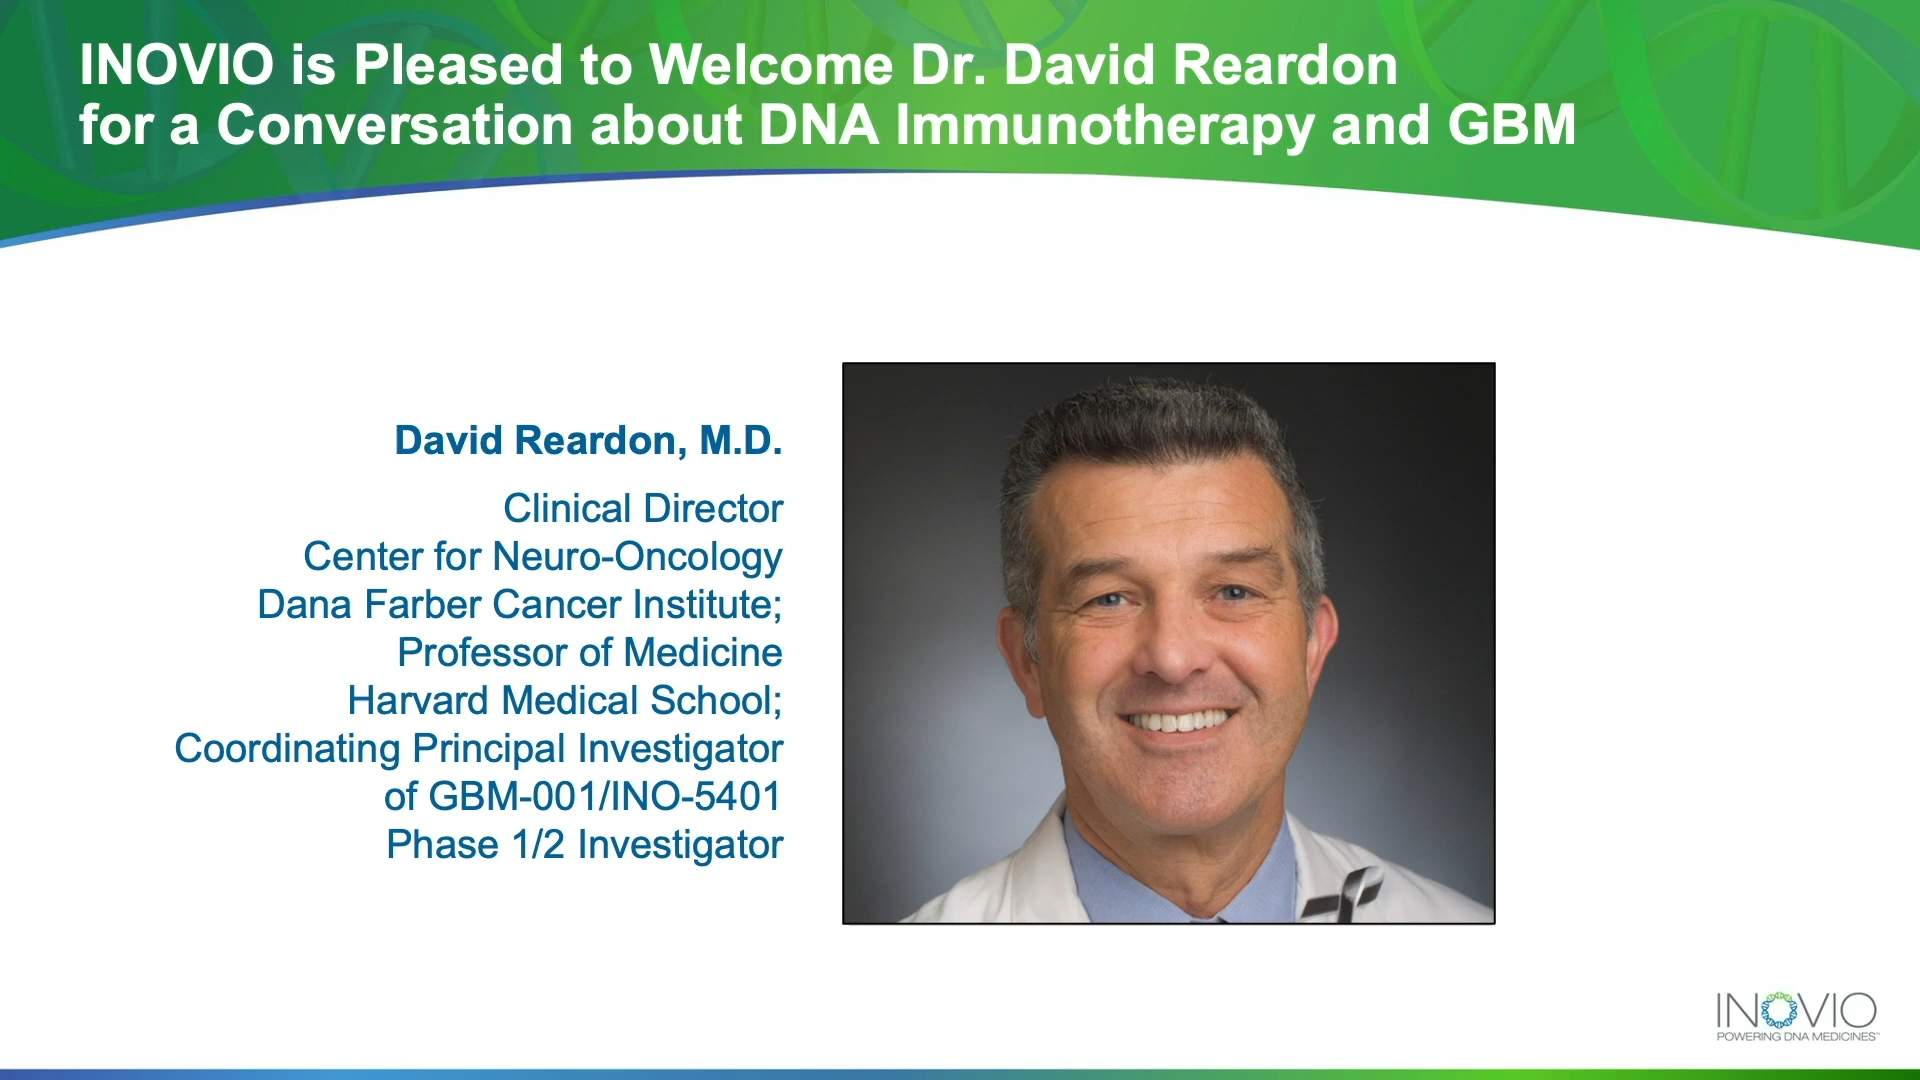 INOVIO is Pleased to Welcome Dr. David Reardon
for a Conversation about DNA Immunotherapy and GBM
David Reardon, M.D.
Clinical Director
Center for Neuro-Oncology
Dana Farber Cancer Institute;
Professor of Medicine
Harvard Medical School;
Coordinating Principal Investigator
of GBM-001/INO-5401
Phase 1/2 Investigator
INOVIO
POWERING DNA MEDICINES™